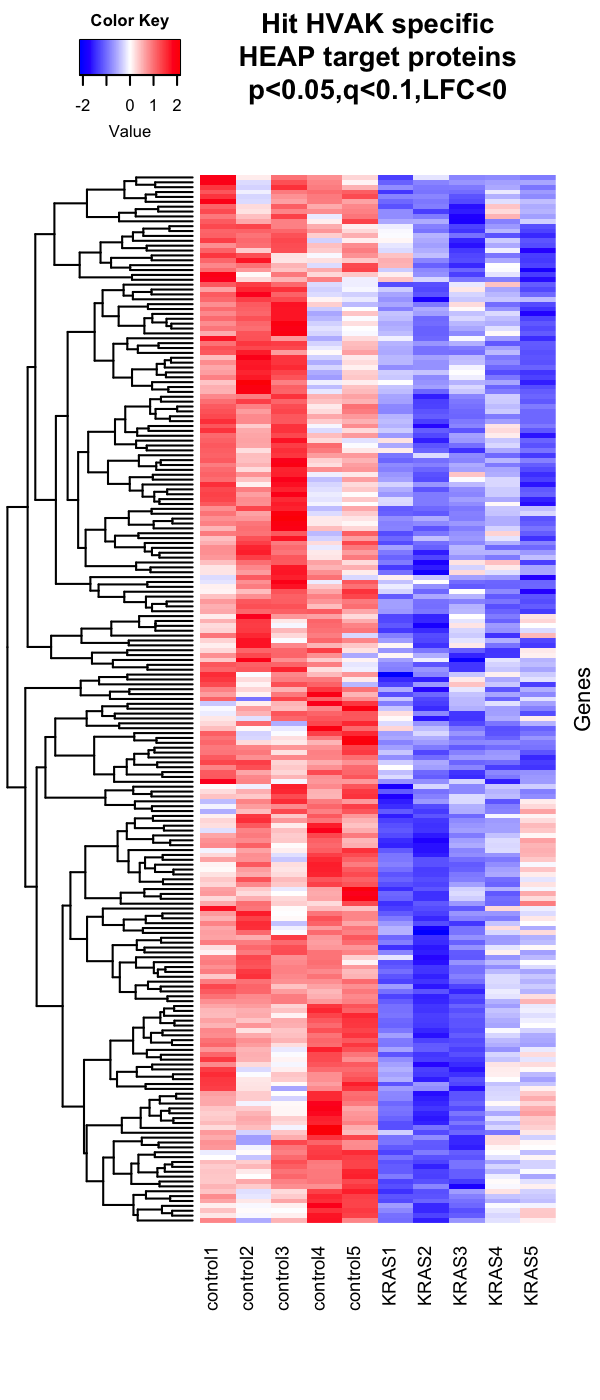 Color Key
-2 0 1 2
Value
Hit HVAK specific
HEAP target proteins
p<0.05,q<0.1,LFC<0
Genes
control1
control2
control3
control4
control5
KRAS1
KRAS2
KRAS3
KRAS4
KRAS5